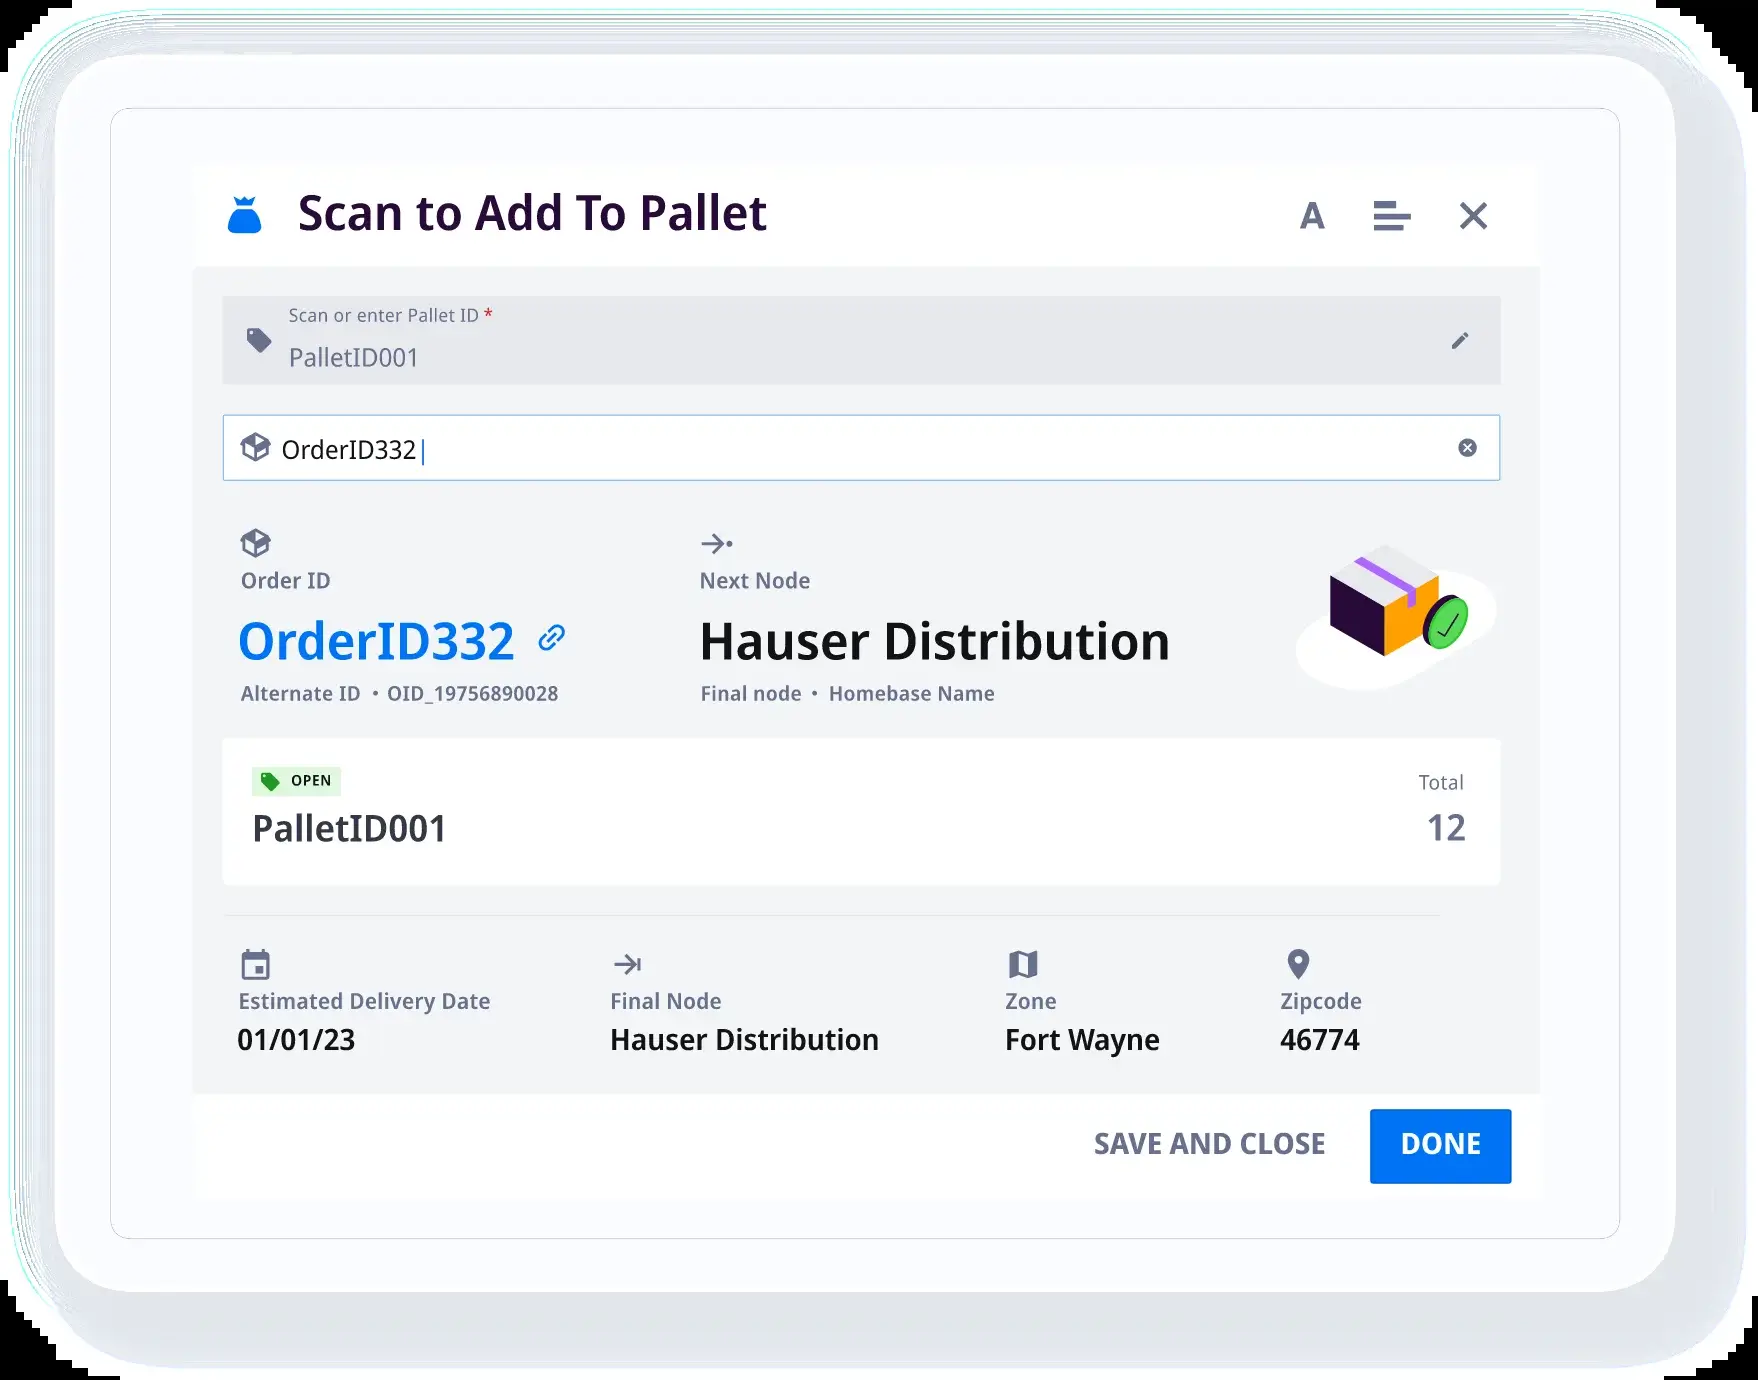 Scan to Add To Pallet
A
Scan or enter Pallet ID *
PalletID001
OrderID332
Order ID
OrderID332
Alternate ID • OID_19756890028
Next Node
Hauser Distribution
Final node • Homebase Name
OPEN
PalletID001
Total
12
Estimated Delivery Date
01/01/23
Final Node
Hauser Distribution
Zone
Fort Wayne
Zipcode
46774
SAVE AND CLOSE
DONE